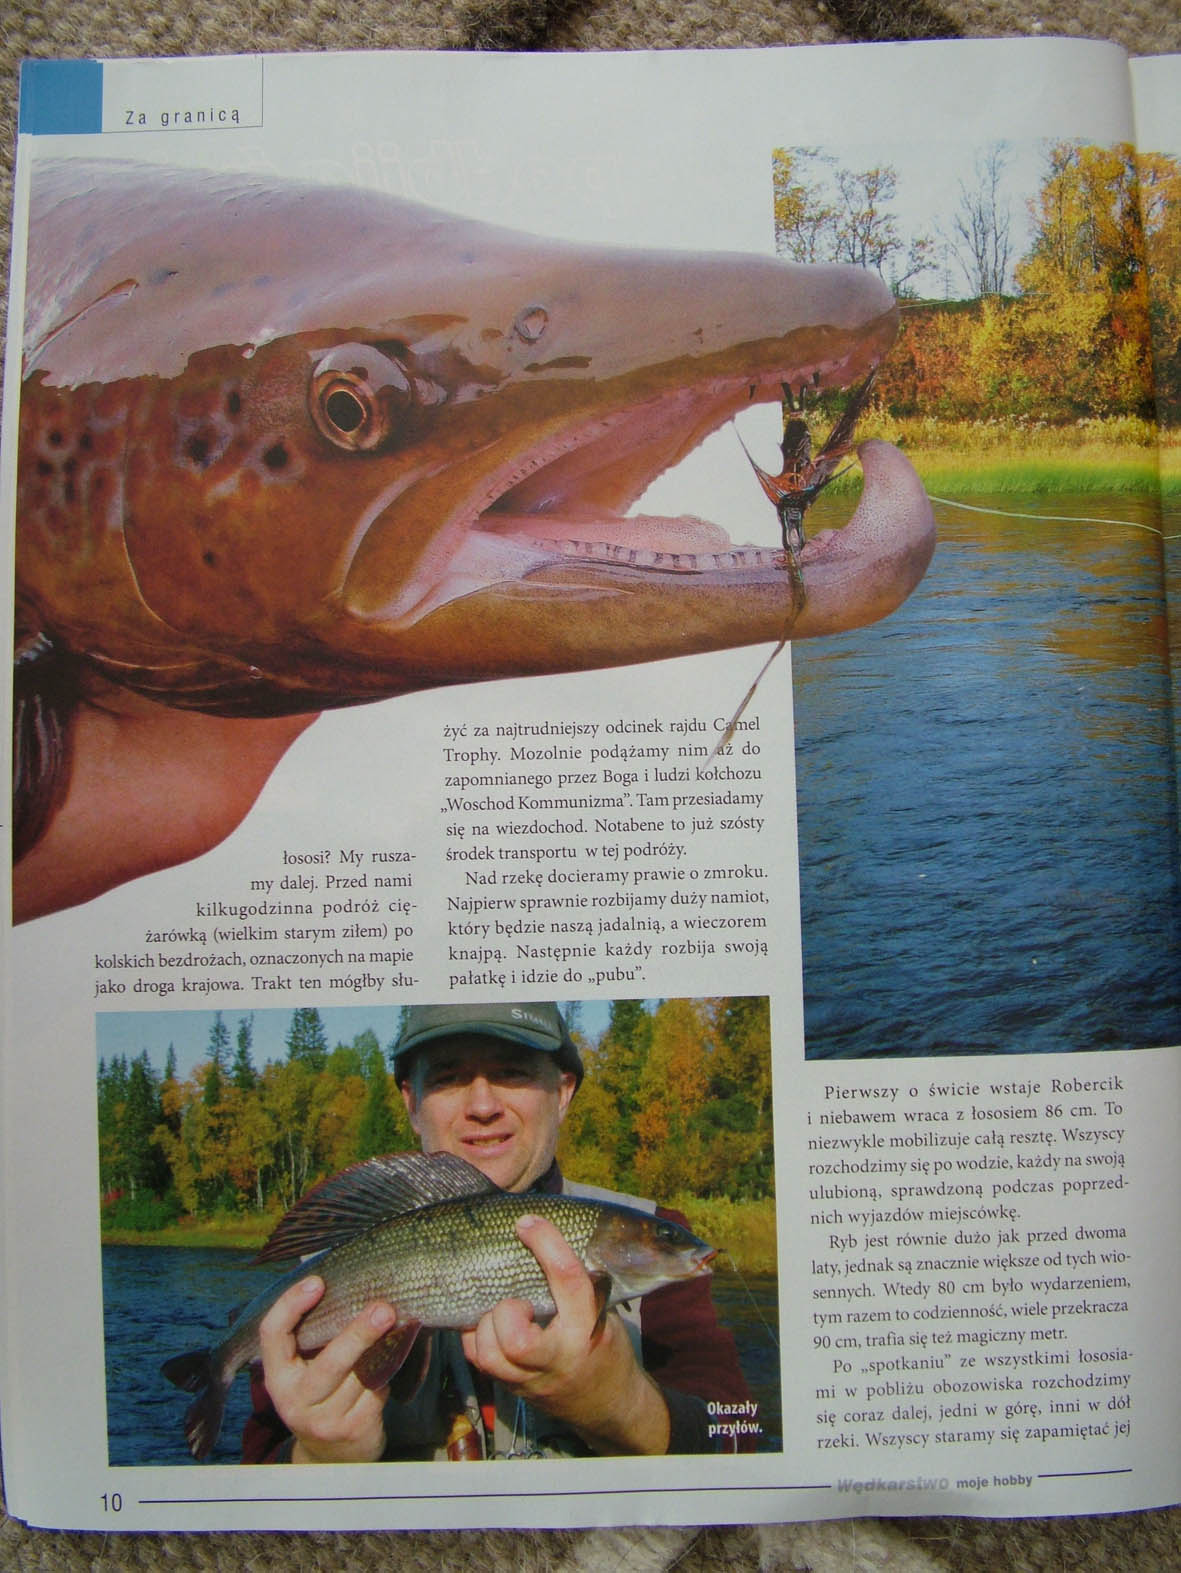 Za granicą
łososi? My rusza-
my dalej. Przed nami
kilkugodzinna podróż cię-
żarówką (wielkim starym ziłem) po
kolskich bezdrożach, oznaczonych na mapie
jako droga krajowa. Trakt ten mógłby słu-
żyć za najtrudniejszy odcinek rajdu Camel
Trophy. Mozolnie podążamy nim aż do
zapomnianego przez Boga i ludzi kołchozu
„Woschod Kommunizma”. Tam przesiadamy
się na wiezdochod. Notabene to już szósty
środek transportu w tej podróży.
Nad rzekę docieramy prawie o zmroku.
Najpierw sprawnie rozbijamy duży namiot,
który będzie naszą jadalnią, a wieczorem
knajpą. Następnie każdy rozbija swoją
pałatkę i idzie do „pubu”.
Okazały
przyłów.
Pierwszy o świcie wstaje Robercik
i niebawem wraca z łososiem 86 cm. To
niezwykle mobilizuje całą resztę. Wszyscy
rozchodzimy się po wodzie, każdy na swoją
ulubioną, sprawdzoną podczas poprzed-
nich wyjazdów miejscówkę.
Ryb jest równie dużo jak przed dwoma
laty, jednak są znacznie większe od tych wio-
sennych. Wtedy 80 cm było wydarzeniem,
tym razem to codzienność, wiele przekracza
90 cm, trafia się też magiczny metr.
Po „spotkaniu” ze wszystkimi łososia-
mi w pobliżu obozowiska rozchodzimy
się coraz dalej, jedni w górę, inni w dół
rzeki. Wszyscy staramy się zapamiętać jej
10
Wędkarstwo moje hobby